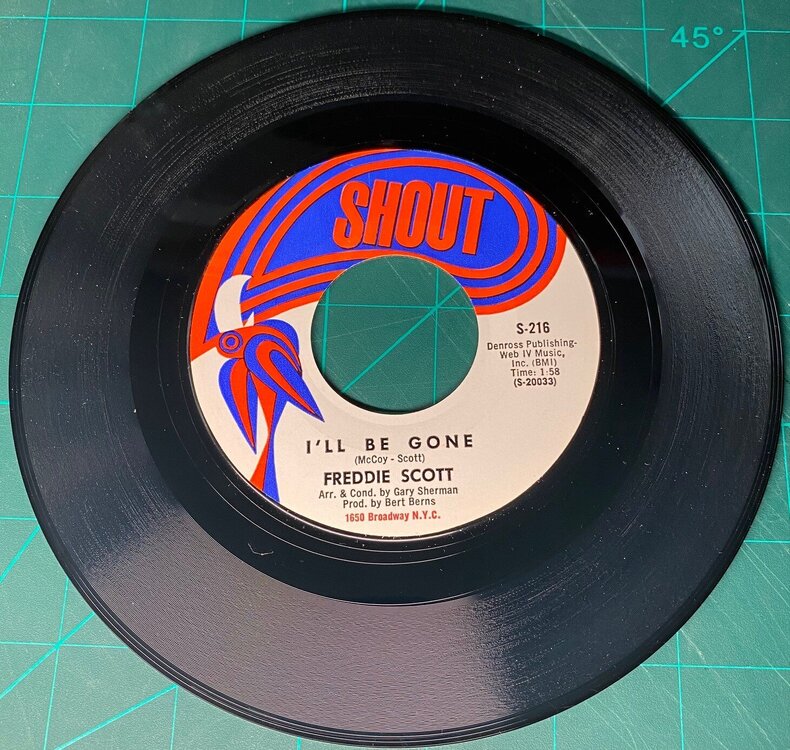 45°
SHOUT
S-216
Denross Publishing-
Web IV Music,
Inc. (BMI)
Time: 1:58
(S-20033)
I'LL BE GONE
(McCoy - Scott)
FREDDIE SCOTT
Arr. & Cond. by Gary Sherman
Prod. by Bert Berns
1650 Broadway N.Y.C.